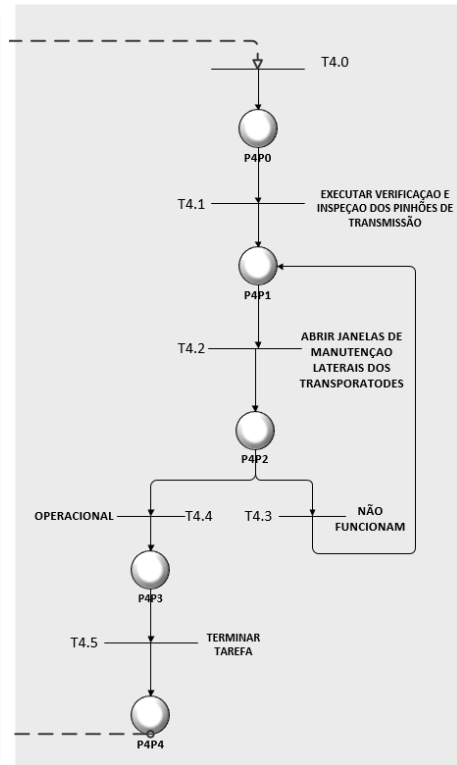 T4.0
P4P0
T4.1
EXECUTAR VERIFICAÇAO E
INSPEÇAO DOS PINHÕES DE
TRANSMISSÃO
P4P1
T4.2
ABRIR JANELAS DE
MANUTENÇAO
LATERAIS DOS
TRANSPORATODES
P4P2
OPERACIONAL
T4.4
T4.3
NÃO
FUNCIONAM
P4P3
T4.5
TERMINAR
TAREFA
P4P4